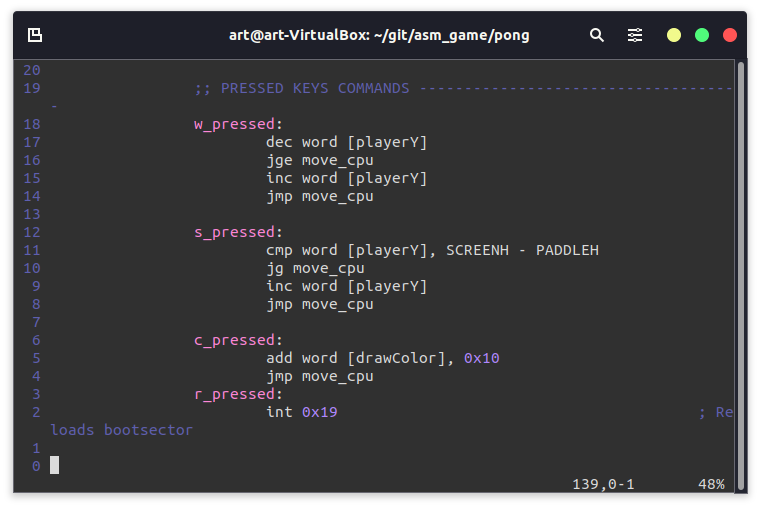 art@art-VirtualBox: ~/git/asm_game/pong
20
19 ;; PRESSED KEYS COMMANDS -----------------------------------
-
18 w_pressed:
17 dec word [playerY]
16 jge move_cpu
15 inc word [playerY]
14 jmp move_cpu
13
12 s_pressed:
11 cmp word [playerY], SCREENH - PADDLEH
10 jg move_cpu
9 inc word [playerY]
8 jmp move_cpu
7
6 c_pressed:
5 add word [drawColor], 0x10
4 jmp move_cpu
3 r_pressed:
2 int 0x19 ; Re
loads bootsector
1
0
139,0-1 48%